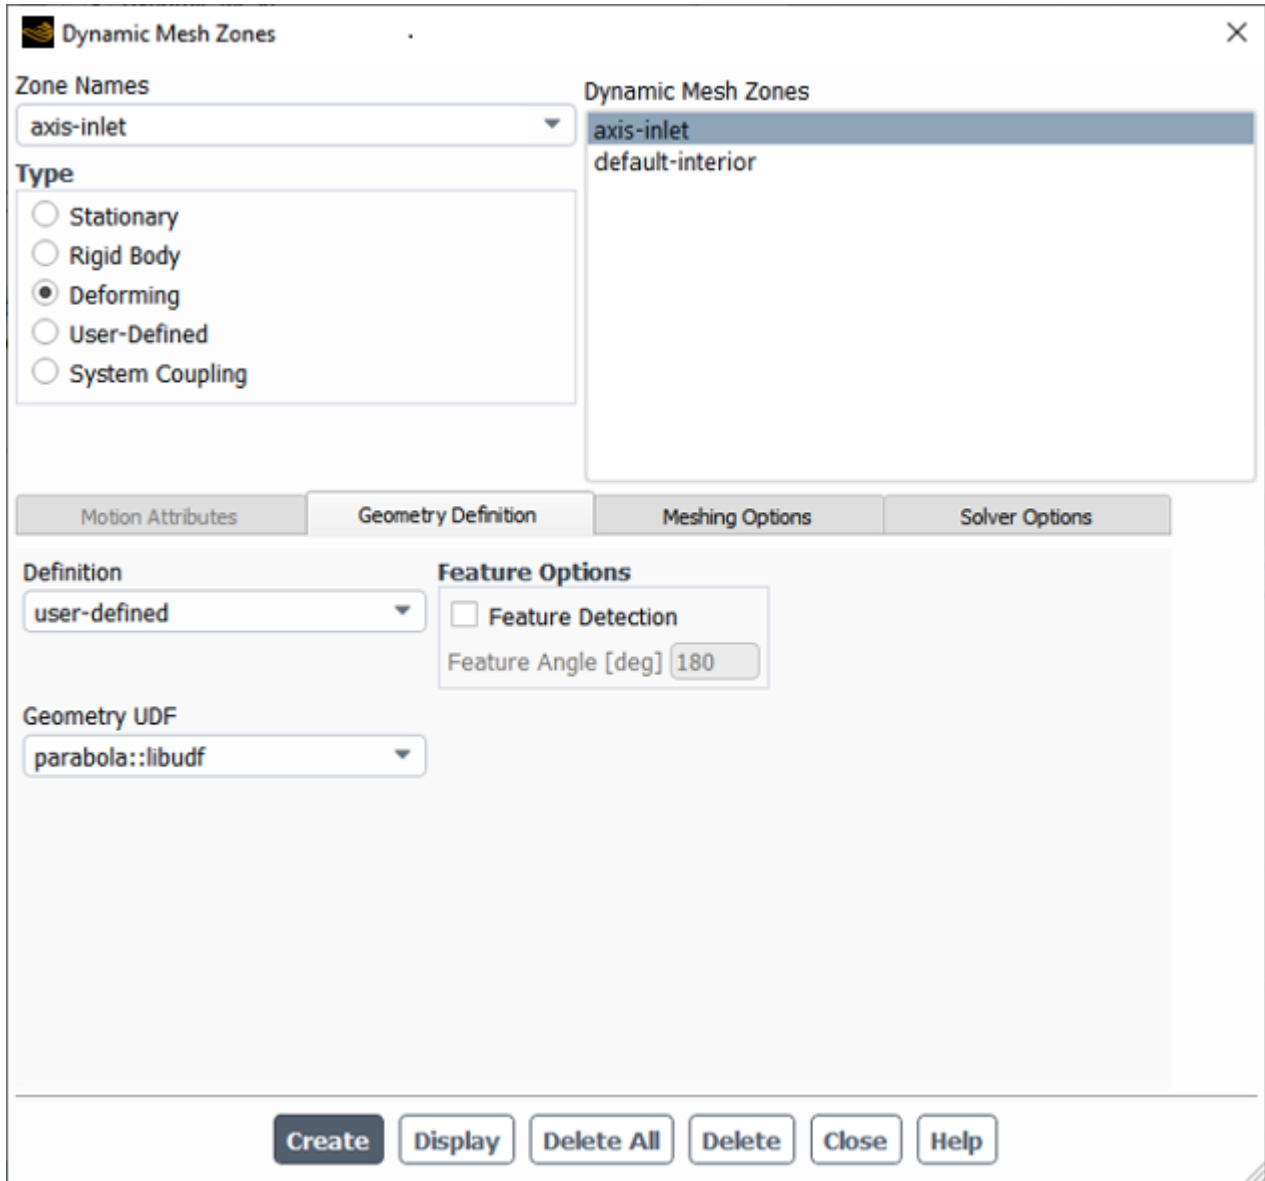 Dynamic Mesh Zones
Zone Names
axis-inlet
Type
Stationary
Rigid Body
Deforming
User-Defined
System Coupling
Dynamic Mesh Zones
axis-inlet
default-interior
Motion Attributes
Geometry Definition
Meshing Options
Solver Options
Definition
user-defined
Feature Options
Feature Detection
Feature Angle [deg] 180
Geometry UDF
parabola::libudf
Create Display Delete All Delete Close Help